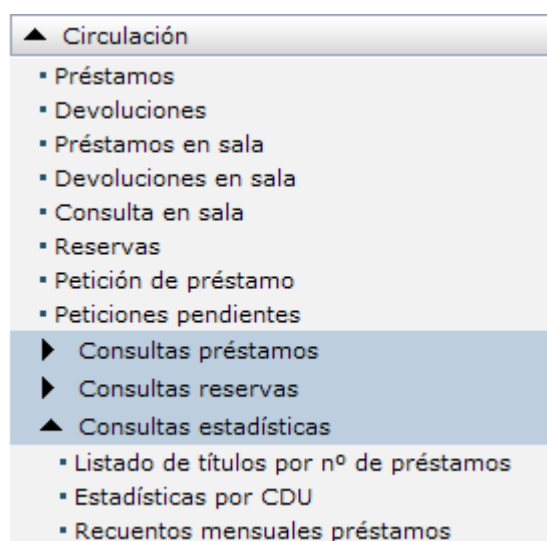 Circulación
Préstamos
Devoluciones
Préstamos en sala
Devoluciones en sala
Consulta en sala
Reservas
Petición de préstamo
Peticiones pendientes
Consultas préstamos
Consultas reservas
Consultas estadísticas
Listado de títulos por nº de préstamos
Estadísticas por CDU
Recuentos mensuales préstamos